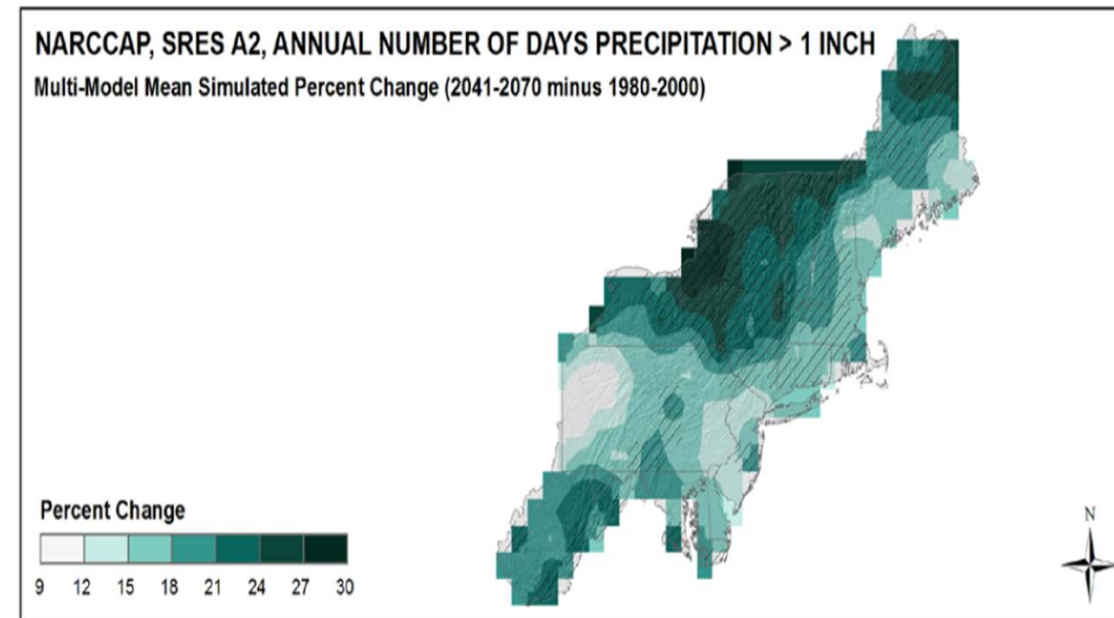 NARCCAP, SRES A2, ANNUAL NUMBER OF DAYS PRECIPITATION > 1 INCH
Multi-Model Mean Simulated Percent Change (2041-2070 minus 1980-2000)
Percent Change
9 12 15 18 21 24 27 30
N